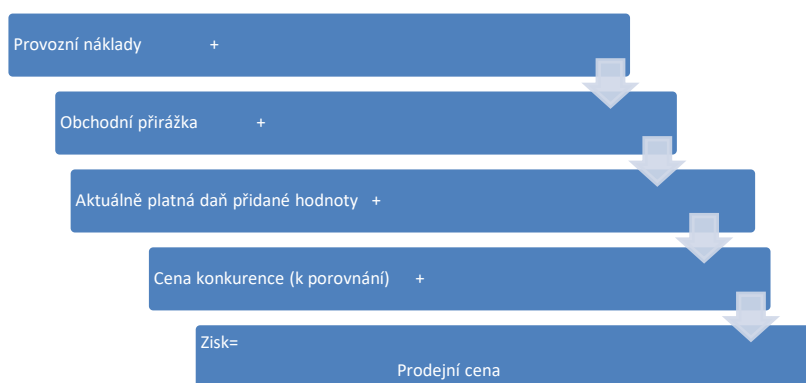 Provozní náklady +
Obchodní přirážka +
Aktuálně platná daň přidané hodnoty +
Cena konkurence (k porovnání) +
Zisk=
Prodejní cena